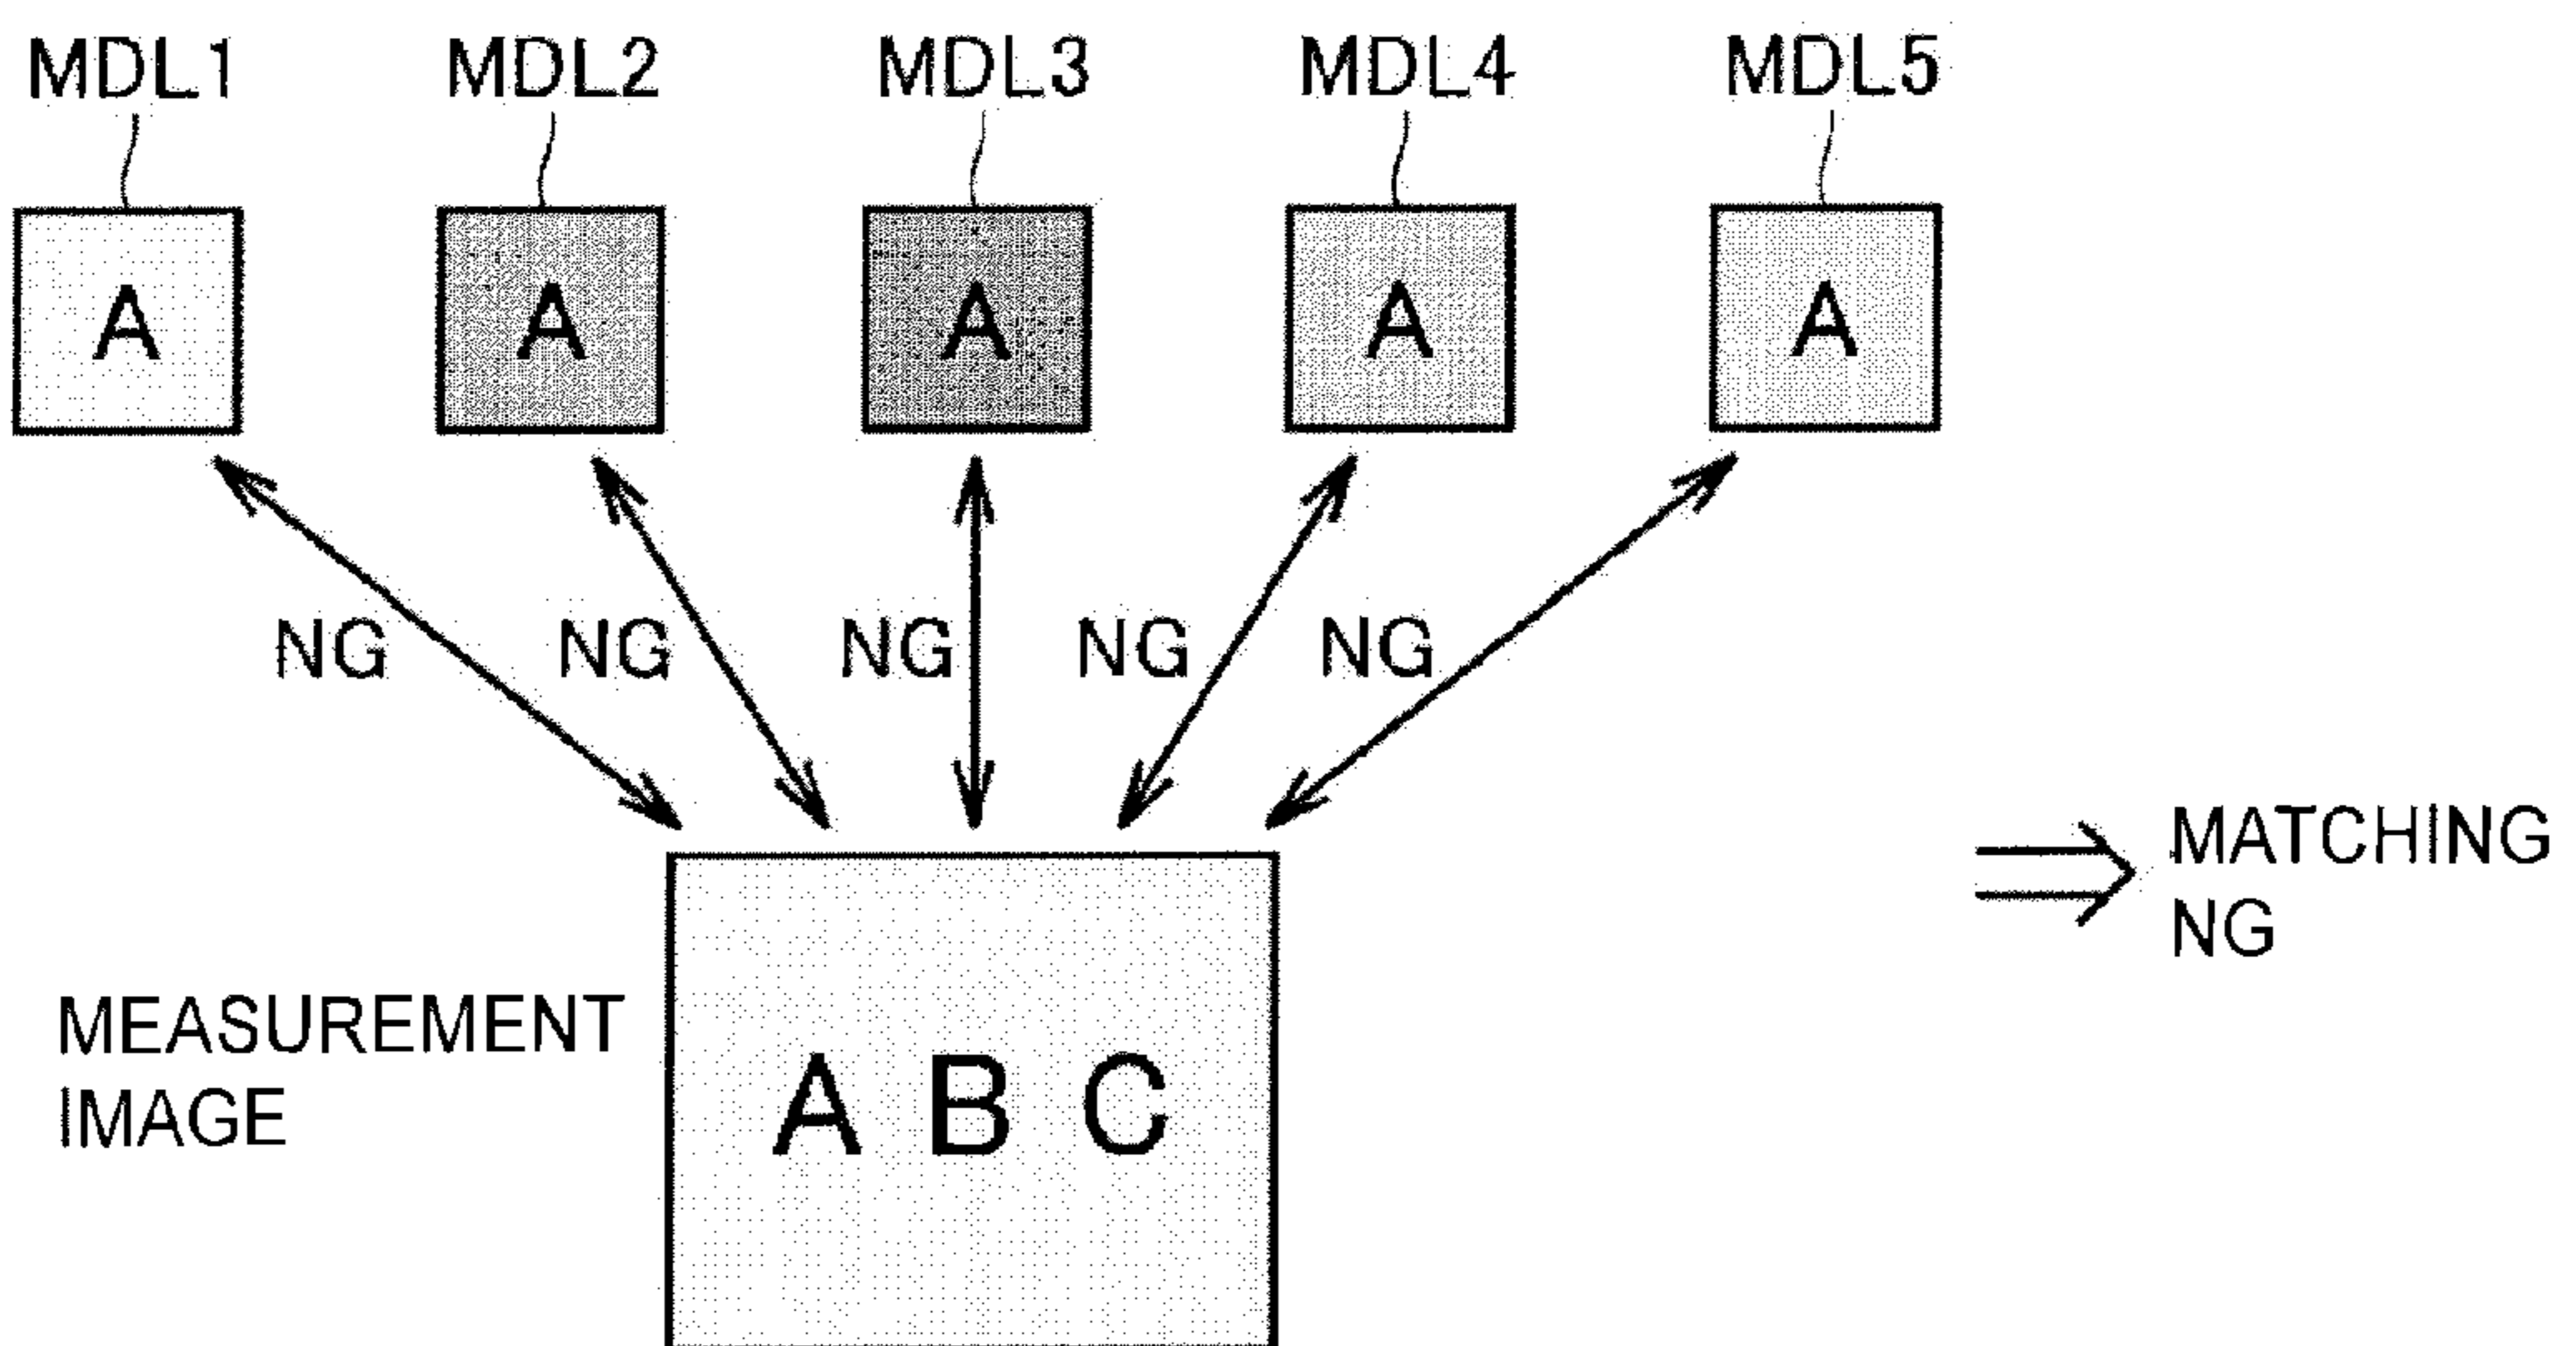 MDL1 MDL2 MDL3 MDL4 MDL5
A A A A A
NG NG NG NG NG
MATCHING
NG
MEASUREMENT
IMAGE
A B C